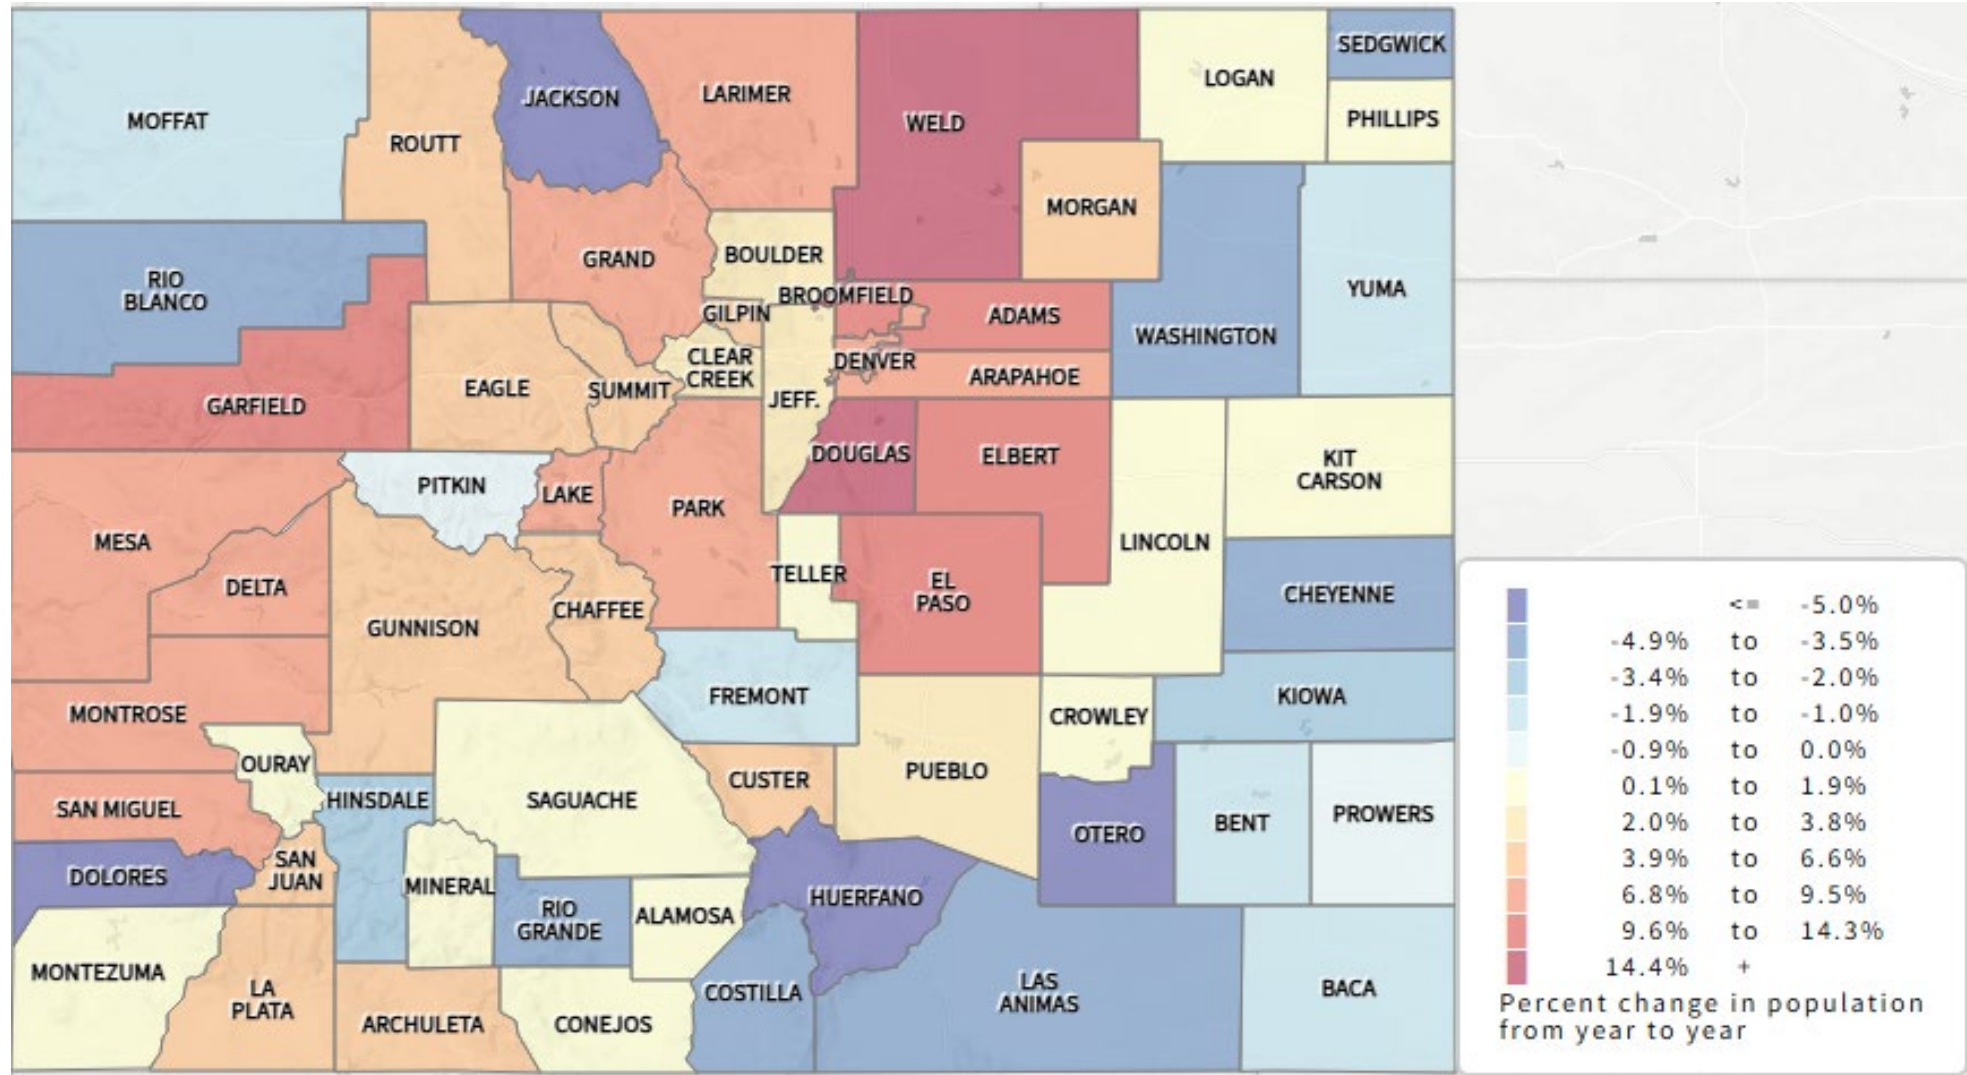 SEDGWICK
LOGAN
JACKSON
LARIMER
MOFFAT
WELD
PHILLIPS
ROUTT
MORGAN
BOULDER
GRAND
RIO
BLANCO
YUMA
BROOMFIELD
GILPIN
ADAMS
WASHINGTON
CLEAR
CREEK
DENVER
ARAPAHOE
EAGLE
SUMMIT
JEFF.
GARFIELD
DOUGLAS
ELBERT
KIT
CARSON
PITKIN
LAKE
PARK
MESA
LINCOLN
DELTA
TELLER
EL
PASO
CHEYENNE
CHAFFEE
GUNNISON
FREMONT
KIOWA
MONTROSE
CROWLEY
OURAY
CUSTER
PUEBLO
SAN MIGUEL
HINSDALE
SAGUACHE
OTERO
BENT
PROWERS
DOLORES
SAN
JUAN
MINERAL
HUERFANO
RIO
GRANDE
ALAMOSA
MONTEZUMA
LA
PLATA
ARCHULETA
CONEJOS
COSTILLA
LAS
ANIMAS
BACA
<= -5.0%
-4.9% to -3.5%
-3.4% to -2.0%
-1.9% to -1.0%
-0.9% to 0.0%
0.1% to 1.9%
2.0% to 3.8%
3.9% to 6.6%
6.8% to 9.5%
9.6% to 14.3%
14.4% +
Percent change in population
from year to year